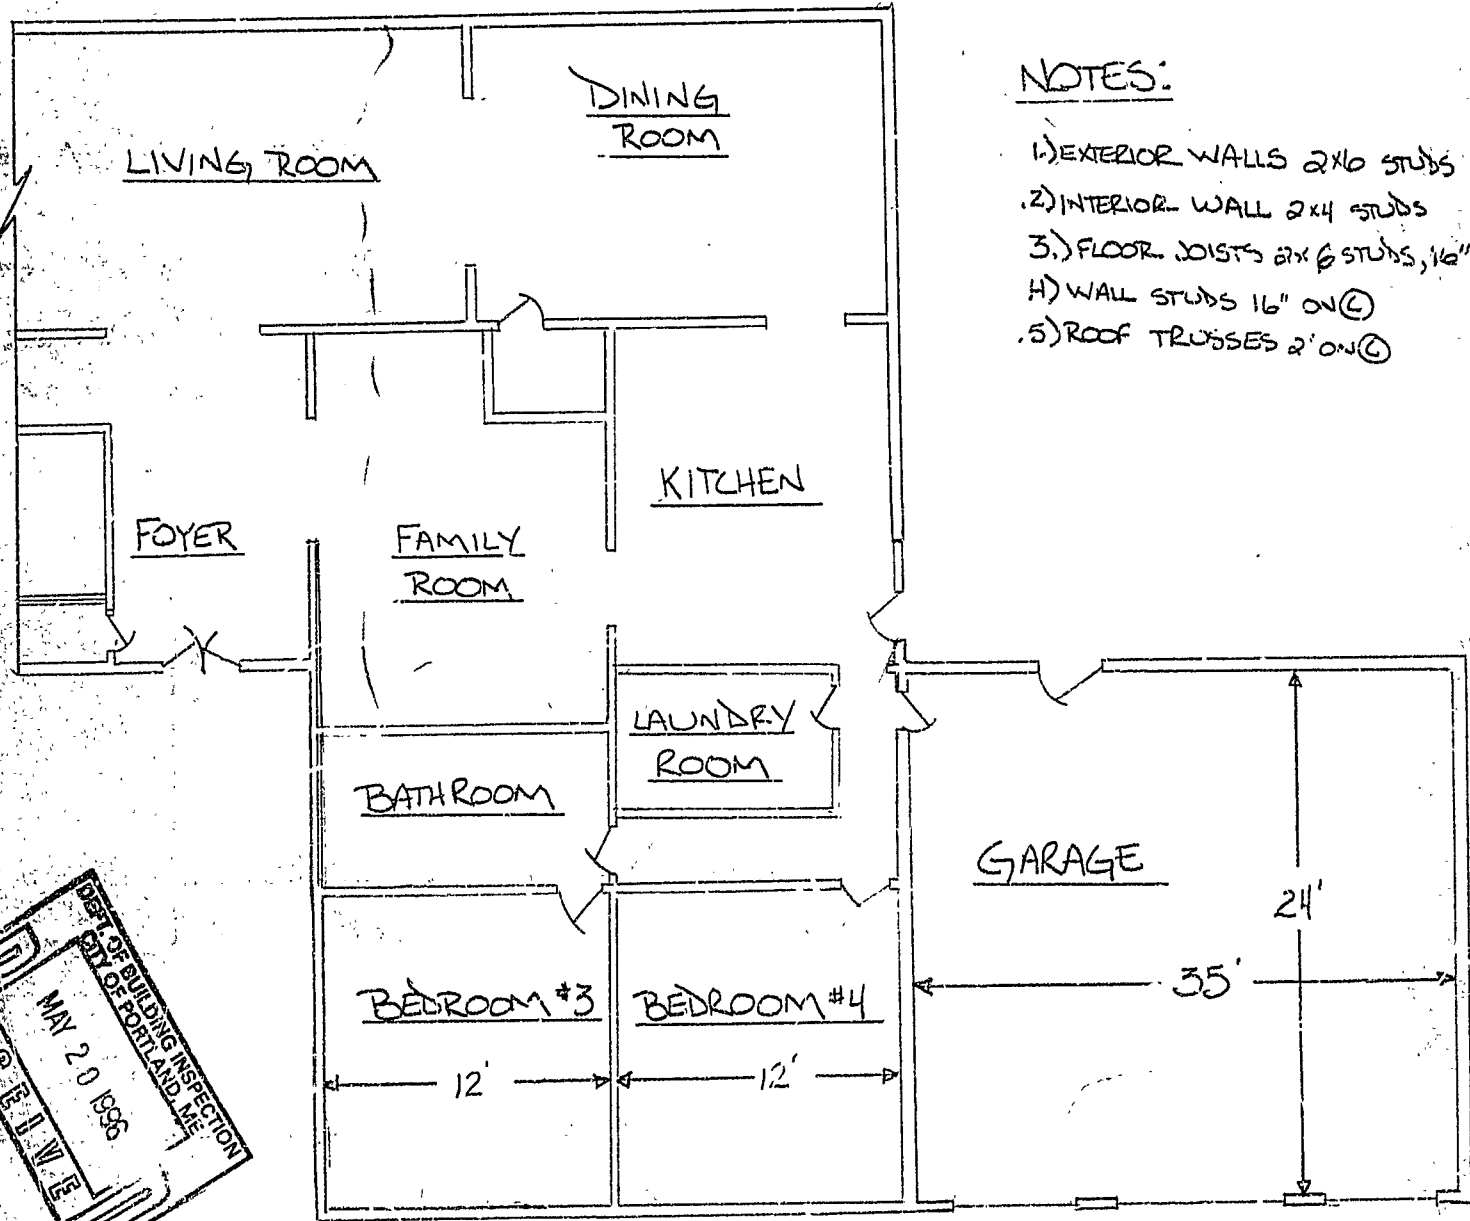 NOTES:
1.) EXTERIOR WALLS 2x6 STUDS
2) INTERIOR WALL 2x4 STUDS
3.) FLOOR JOISTS 2x6 STUDS, 16"
4) WALL STUDS 16" ON ⓒ
5) ROOF TRUSSES 2' ON ⓒ
DINING
ROOM
LIVING ROOM
KITCHEN
FOYER
FAMILY
ROOM
LAUNDRY
ROOM
BATHROOM
GARAGE
24'
35'
BEDROOM #3
BEDROOM #4
12'
12'
DEPT. OF BUILDING INSPECTION
CITY OF PORTLAND, ME
MAY 20 1996